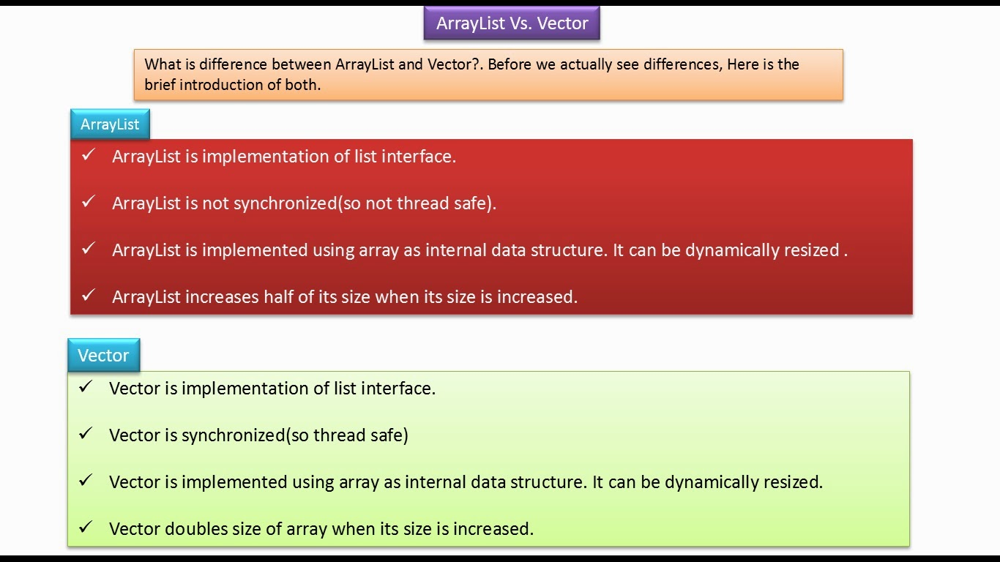 ArrayList Vs. Vector
What is difference between ArrayList and Vector?. Before we actually see differences, Here is the
brief introduction of both.
ArrayList
✓ ArrayList is implementation of list interface.
✓ ArrayList is not synchronized(so not thread safe).
✓ ArrayList is implemented using array as internal data structure. It can be dynamically resized .
✓ ArrayList increases half of its size when its size is increased.
Vector
✓ Vector is implementation of list interface.
✓ Vector is synchronized(so thread safe)
✓ Vector is implemented using array as internal data structure. It can be dynamically resized.
✓ Vector doubles size of array when its size is increased.